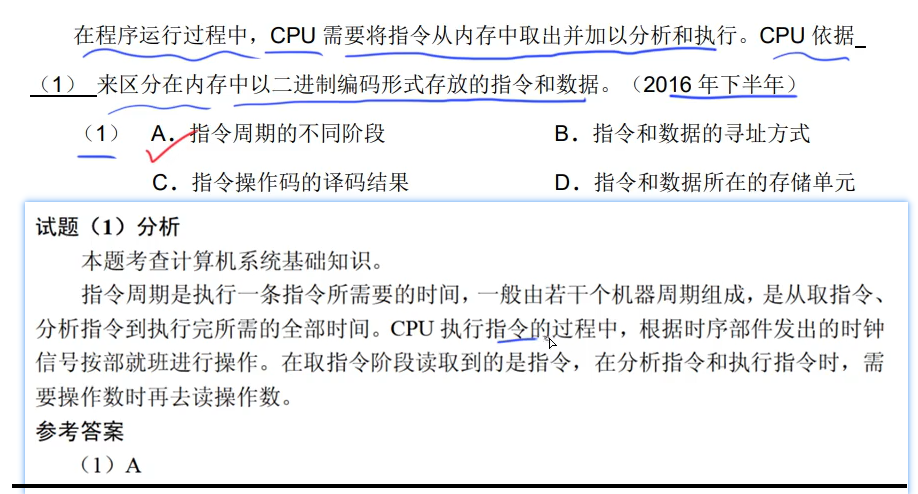 在程序运行过程中，CPU 需要将指令从内存中取出并加以分析和执行。CPU 依据
（1）来区分在内存中以二进制编码形式存放的指令和数据。（2016 年下半年）
（1） A．指令周期的不同阶段 B．指令和数据的寻址方式
C．指令操作码的译码结果 D．指令和数据所在的存储单元
试题（1）分析
本题考查计算机系统基础知识。
指令周期是执行一条指令所需要的时间，一般由若干个机器周期组成，是从取指令、
分析指令到执行完所需的全部时间。CPU 执行指令的过程中，根据时序部件发出的时钟
信号按部就班进行操作。在取指令阶段读取到的是指令，在分析指令和执行指令时，需
要操作数时再去读操作数。
参考答案
（1）A